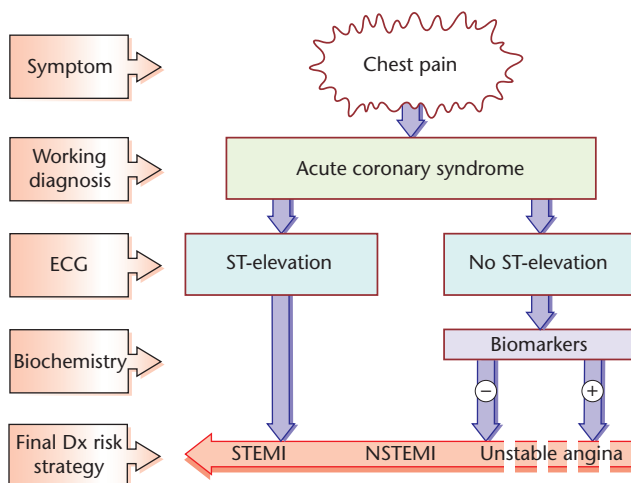 Symptom
Chest pain
Working
diagnosis
Acute coronary syndrome
ECG
ST-elevation
No ST-elevation
Biochemistry
Biomarkers
−
+
Final Dx risk
strategy
STEMI
NSTEMI
Unstable angina